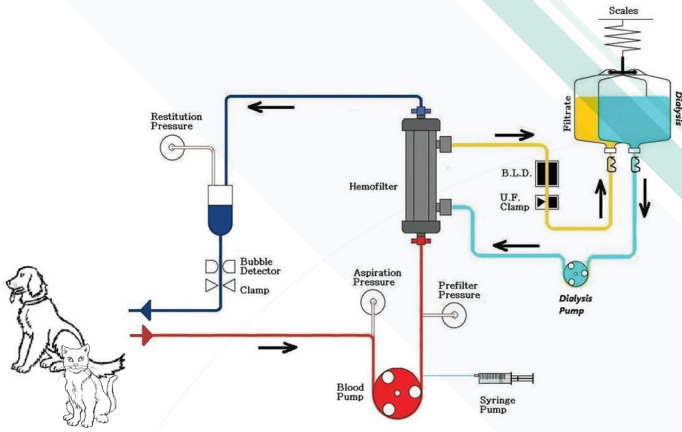 Scales
Dialysis
Filtrate
Restitution
Pressure
Hemofilter
B.L.D.
U.F.
Clamp
Bubble
Detector
Clamp
Aspiration
Pressure
Prefilter
Pressure
Dialysis
Pump
Blood
Pump
Syringe
Pump